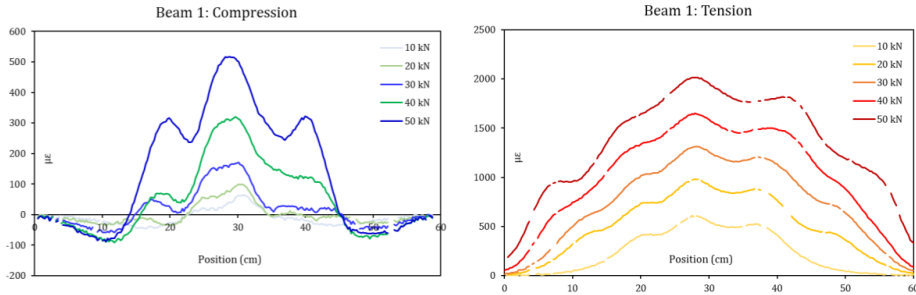 Beam 1: Compression
600
500
400
300
200
100
0
-100
-200
με
0
10
20
30
40
50
60
Position (cm)
10 kN
20 kN
30 kN
40 kN
50 kN
Beam 1: Tension
2500
2000
1500
1000
500
0
με
0
10
20
30
40
50
60
Position (cm)
10 kN
20 kN
30 kN
40 kN
50 kN